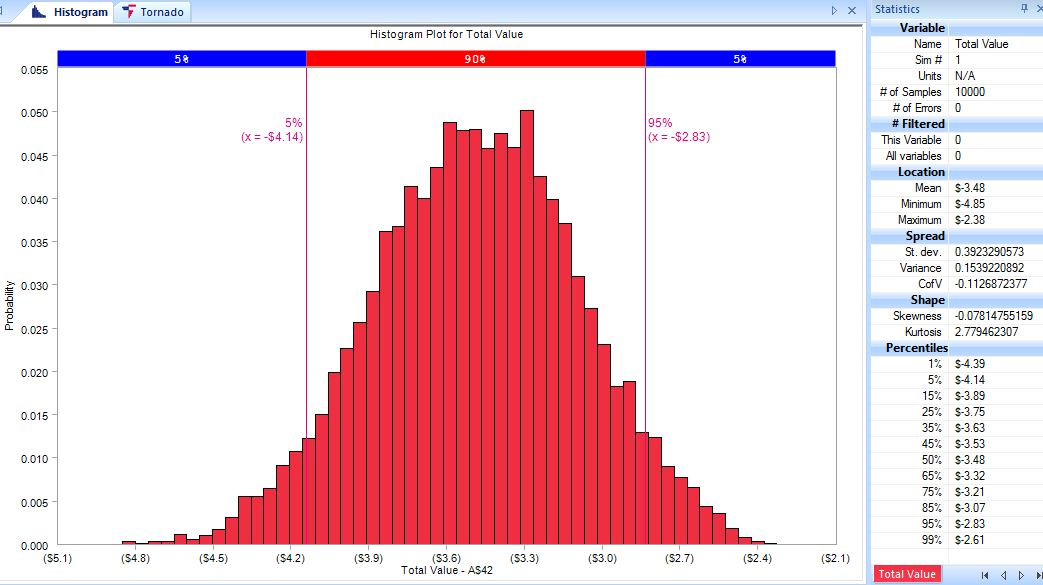 Histogram
Tornado
Histogram Plot for Total Value
5%
90%
5%
0.055
0.050
0.045
0.040
0.035
0.030
0.025
0.020
0.015
0.010
0.005
0.000
Probability
5%
(x = -$4.14)
95%
(x = -$2.83)
($5.1)
($4.8)
($4.5)
($4.2)
($3.9)
($3.6)
($3.3)
($3.0)
($2.7)
($2.4)
($2.1)
Total Value - A$42
Statistics
Variable
Name Total Value
Sim # 1
Units N/A
# of Samples 10000
# of Errors 0
# Filtered
This Variable 0
All variables 0
Location
Mean $-3.48
Minimum $-4.85
Maximum $-2.38
Spread
St. dev. 0.3923290573
Variance 0.1539220892
CofV -0.1126872377
Shape
Skewness -0.07814755159
Kurtosis 2.779462307
Percentiles
1% $-4.39
5% $-4.14
15% $-3.89
25% $-3.75
35% $-3.63
45% $-3.53
50% $-3.48
65% $-3.32
75% $-3.21
85% $-3.07
95% $-2.83
99% $-2.61
Total Value